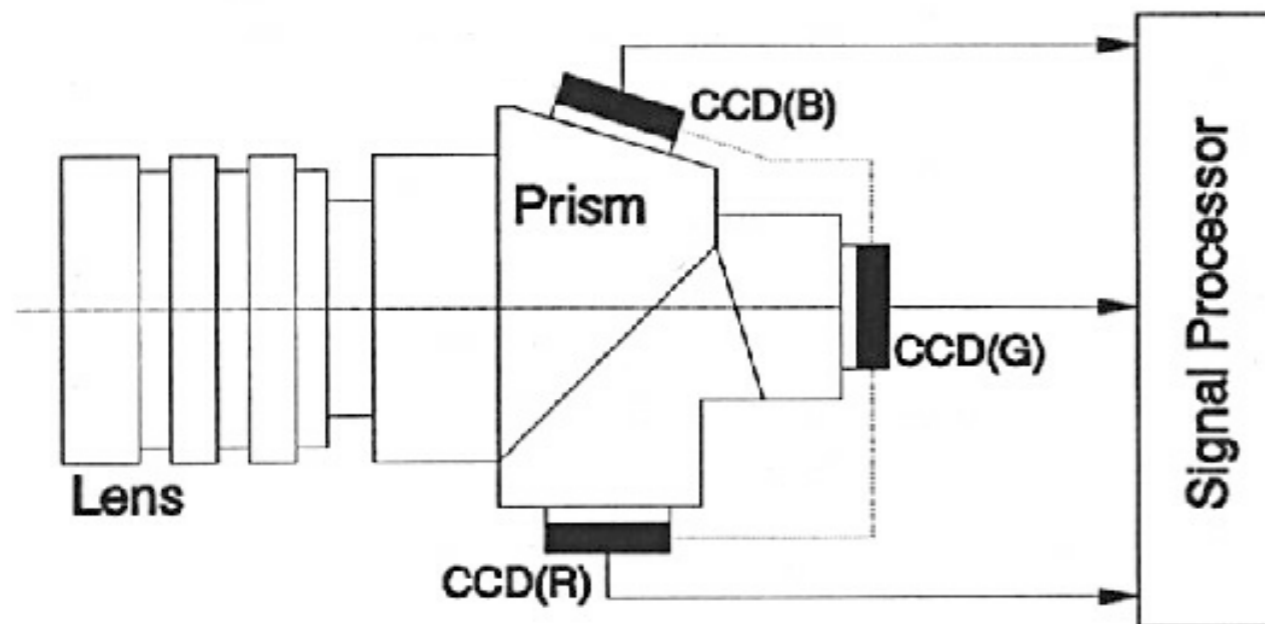 CCD(B)
Prism
CCD(G)
Lens
CCD(R)
Signal Processor